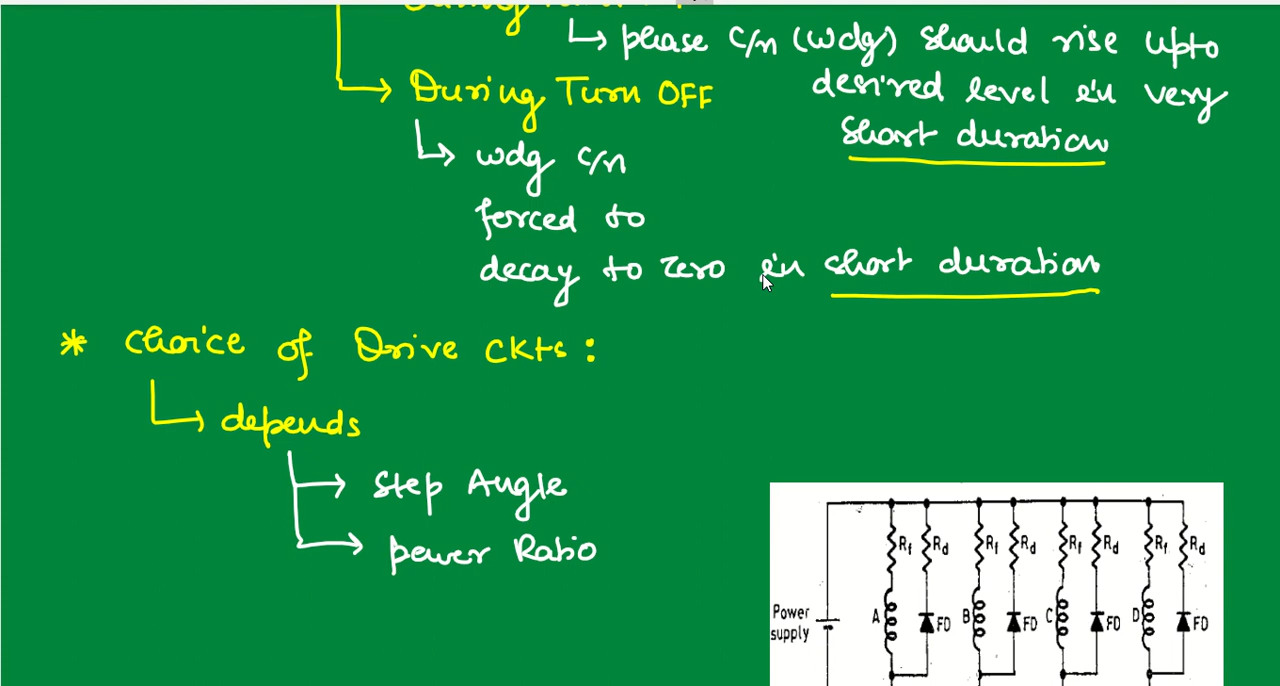 During
↳ phase c/n (wdg) should rise upto
desired level in very
short duration
→ During Turn OFF
↳ wdg c/n
forced to
decay to zero in short duration
* choice of Drive CKts :
↳ depends
→ Step Angle
→ power Ratio
Rf Rd Rf Rd Rf Rd Rf Rd
Power supply
A FD B FD C FD D FD